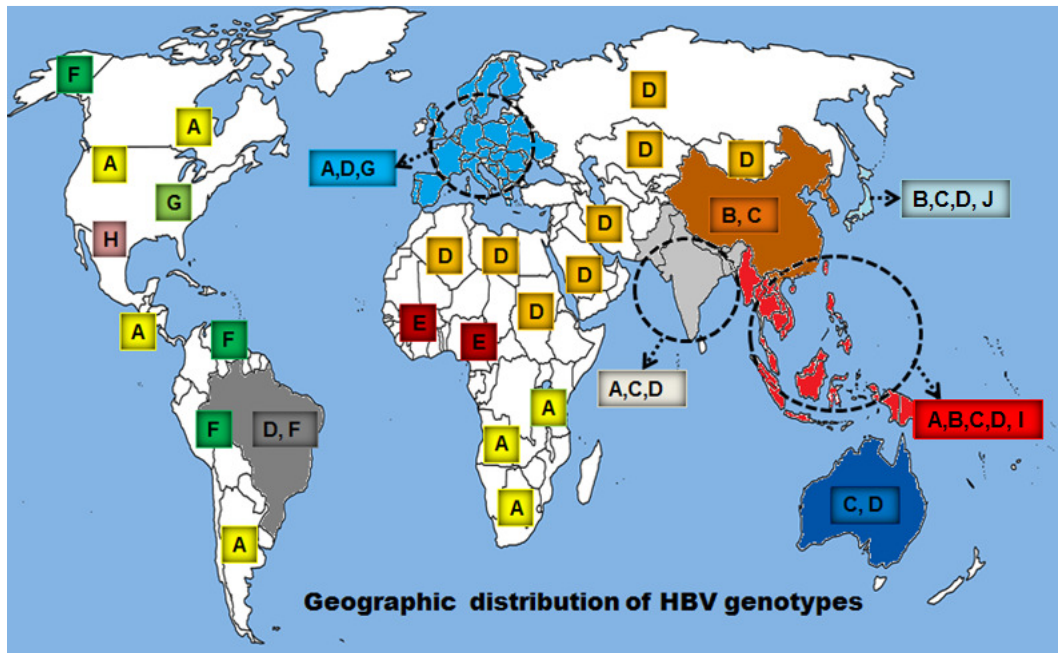 F
A
A
G
H
A
F
F
D, F
A
A,D,G
D
D
D
D
D
D
D
D
E
E
A
A
A
B, C
B,C,D, J
A,C,D
A,B,C,D, I
C, D
Geographic distribution of HBV genotypes